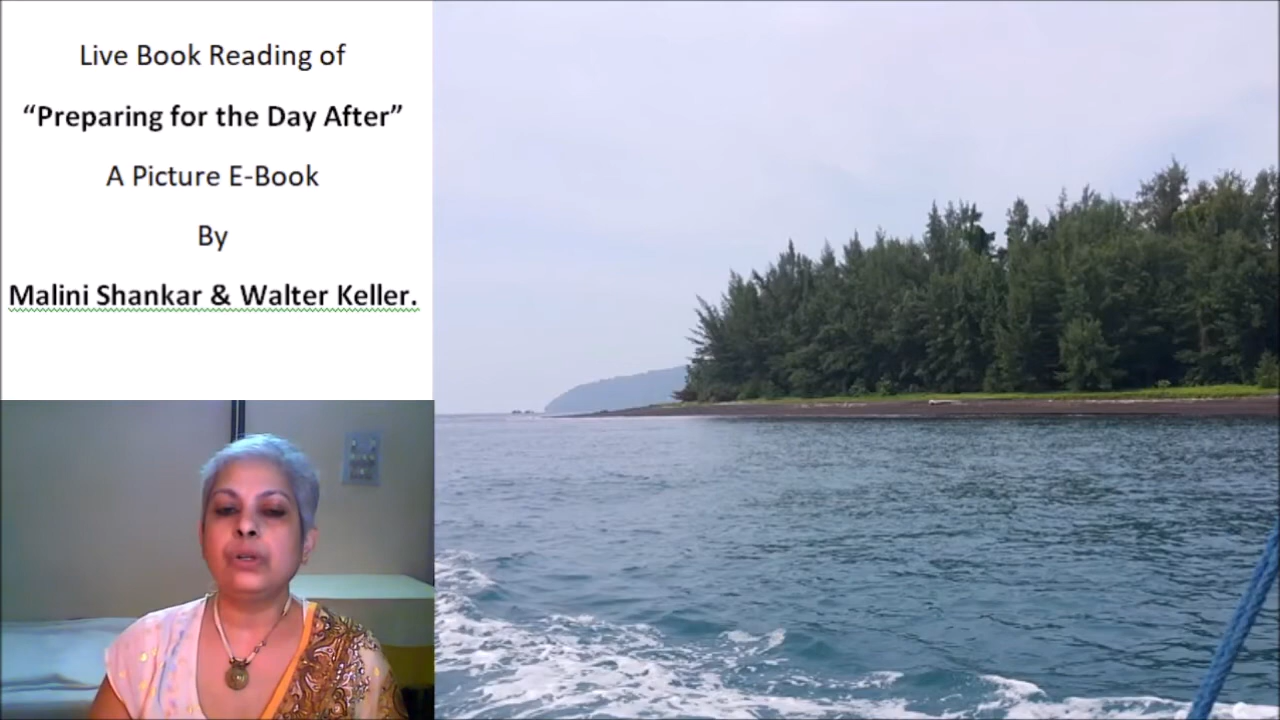 Live Book Reading of
“Preparing for the Day After”
A Picture E-Book
By
Malini Shankar & Walter Keller.